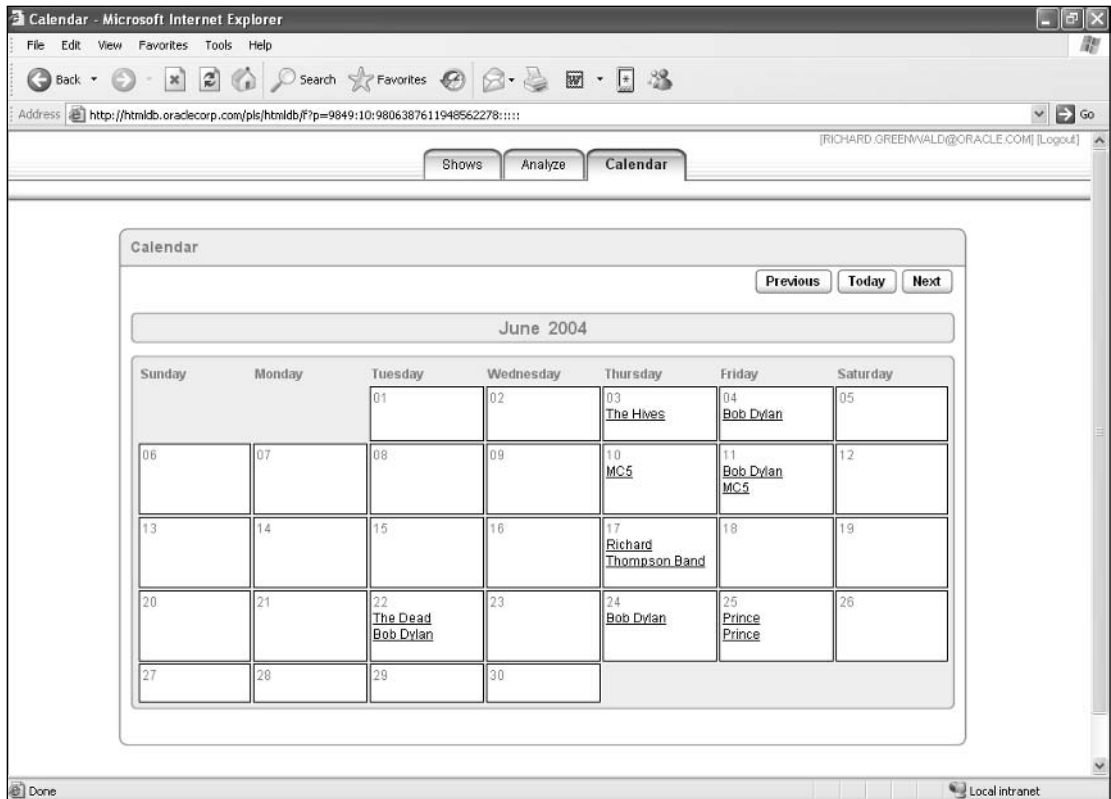 Calendar - Microsoft Internet Explorer
File Edit View Favorites Tools Help
Back Search Favorites
Address http://htmldb.oraclecorp.com/pls/htmldb/f?p=9849:10:9806387611948562278:::::
Go
[RICHARD.GREENWALD@ORACLE.COM] [Logout]
Shows Analyze Calendar
Calendar
Previous Today Next
June 2004
Sunday Monday Tuesday Wednesday Thursday Friday Saturday
01 02 03 04 05
The Hives Bob Dylan
06 07 08 09 10 11 12
MC5 Bob Dylan
MC5
13 14 15 16 17 18 19
Richard
Thompson Band
20 21 22 23 24 25 26
The Dead Bob Dylan Prince
Bob Dylan Prince
27 28 29 30
Done Local intranet